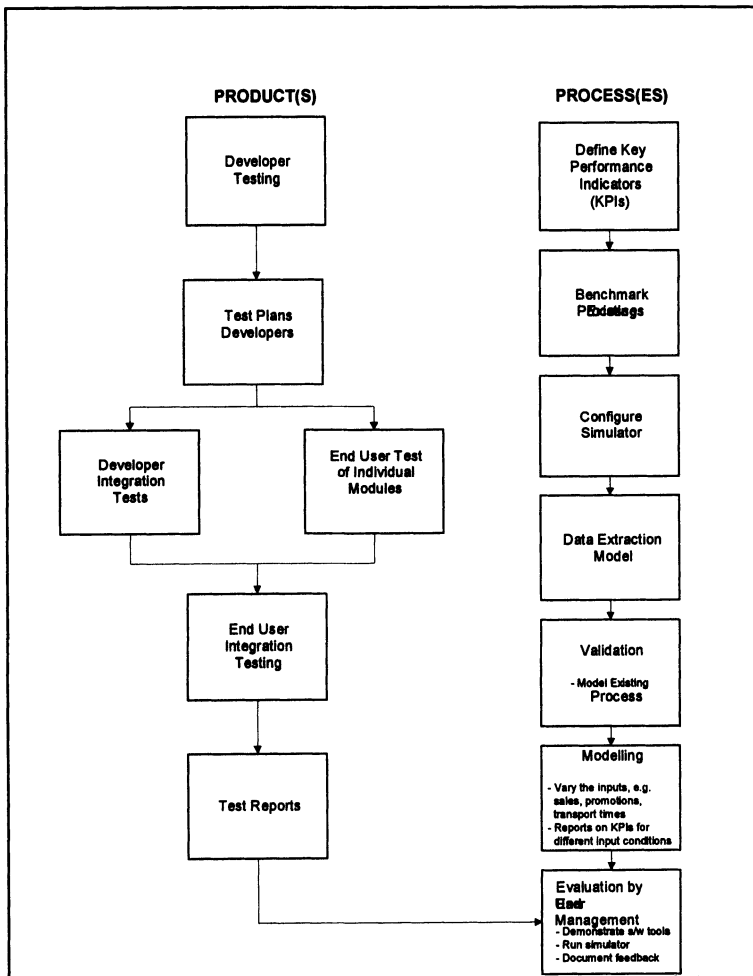 PRODUCT(S)
Developer
Testing
Test Plans
Developers
Developer
Integration
Tests
End User Test
of Individual
Modules
End User
Integration
Testing
Test Reports
PROCESS(ES)
Define Key
Performance
Indicators
(KPIs)
Benchmark
Configure
Simulator
Data Extraction
Model
Validation
- Model Existing
Process
Modelling
- Vary the inputs, e.g.
sales, promotions,
transport times
- Reports on KPIs for
different input conditions
Evaluation by
Management
- Demonstrate s/w tools
- Run simulator
- Document feedback